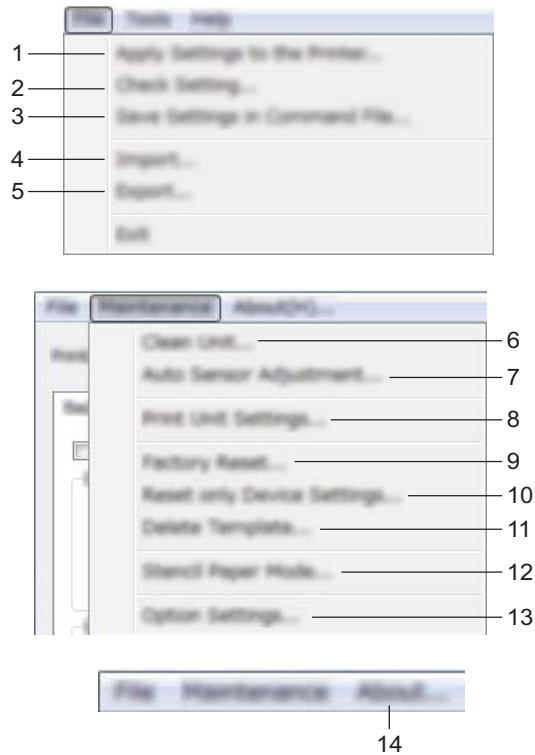 File Tools Help
1 Apply Settings to the Printer...
2 Check Setting...
3 Save Settings in Command File...
4 Import...
5 Export...
Exit
File Maintenance About(H)...
Clean Unit... 6
Auto Sensor Adjustment... 7
Print Unit Settings... 8
Factory Reset... 9
Reset only Device Settings... 10
Delete Template... 11
Stencil Paper Mode... 12
Option Settings... 13
File Maintenance About...
14